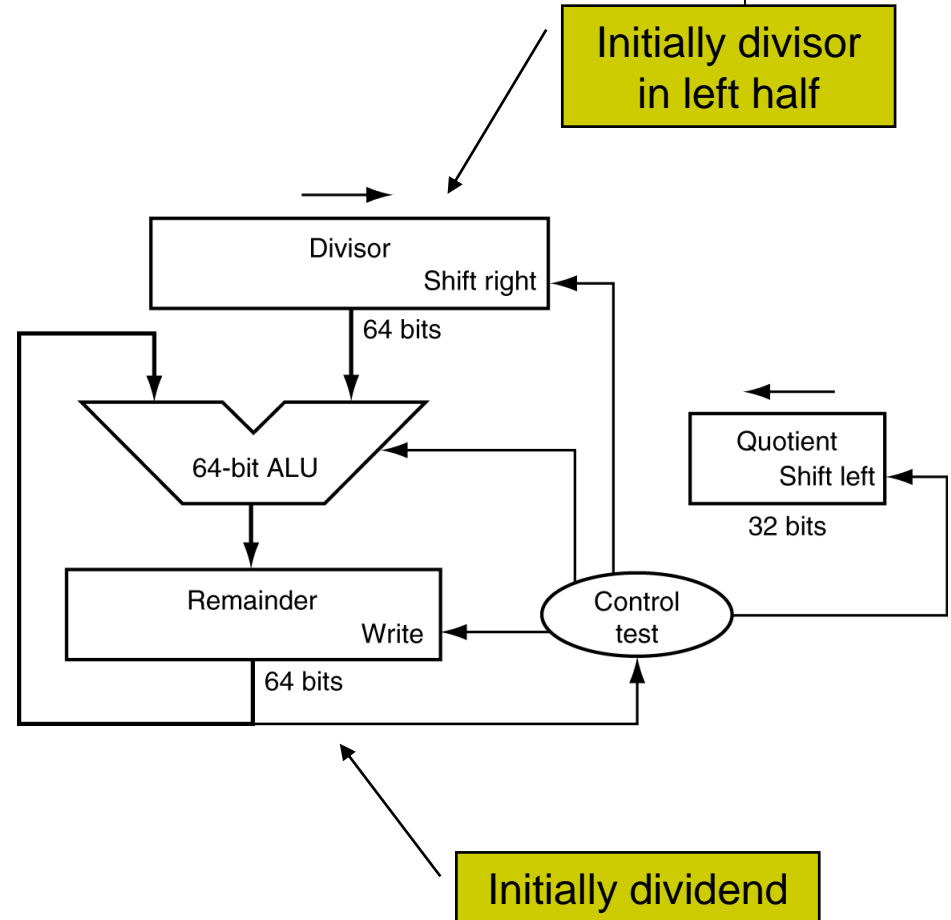 Initially divisor
in left half
Divisor
Shift right
64 bits
64-bit ALU
Quotient
Shift left
32 bits
Remainder
Write
64 bits
Control
test
Initially dividend